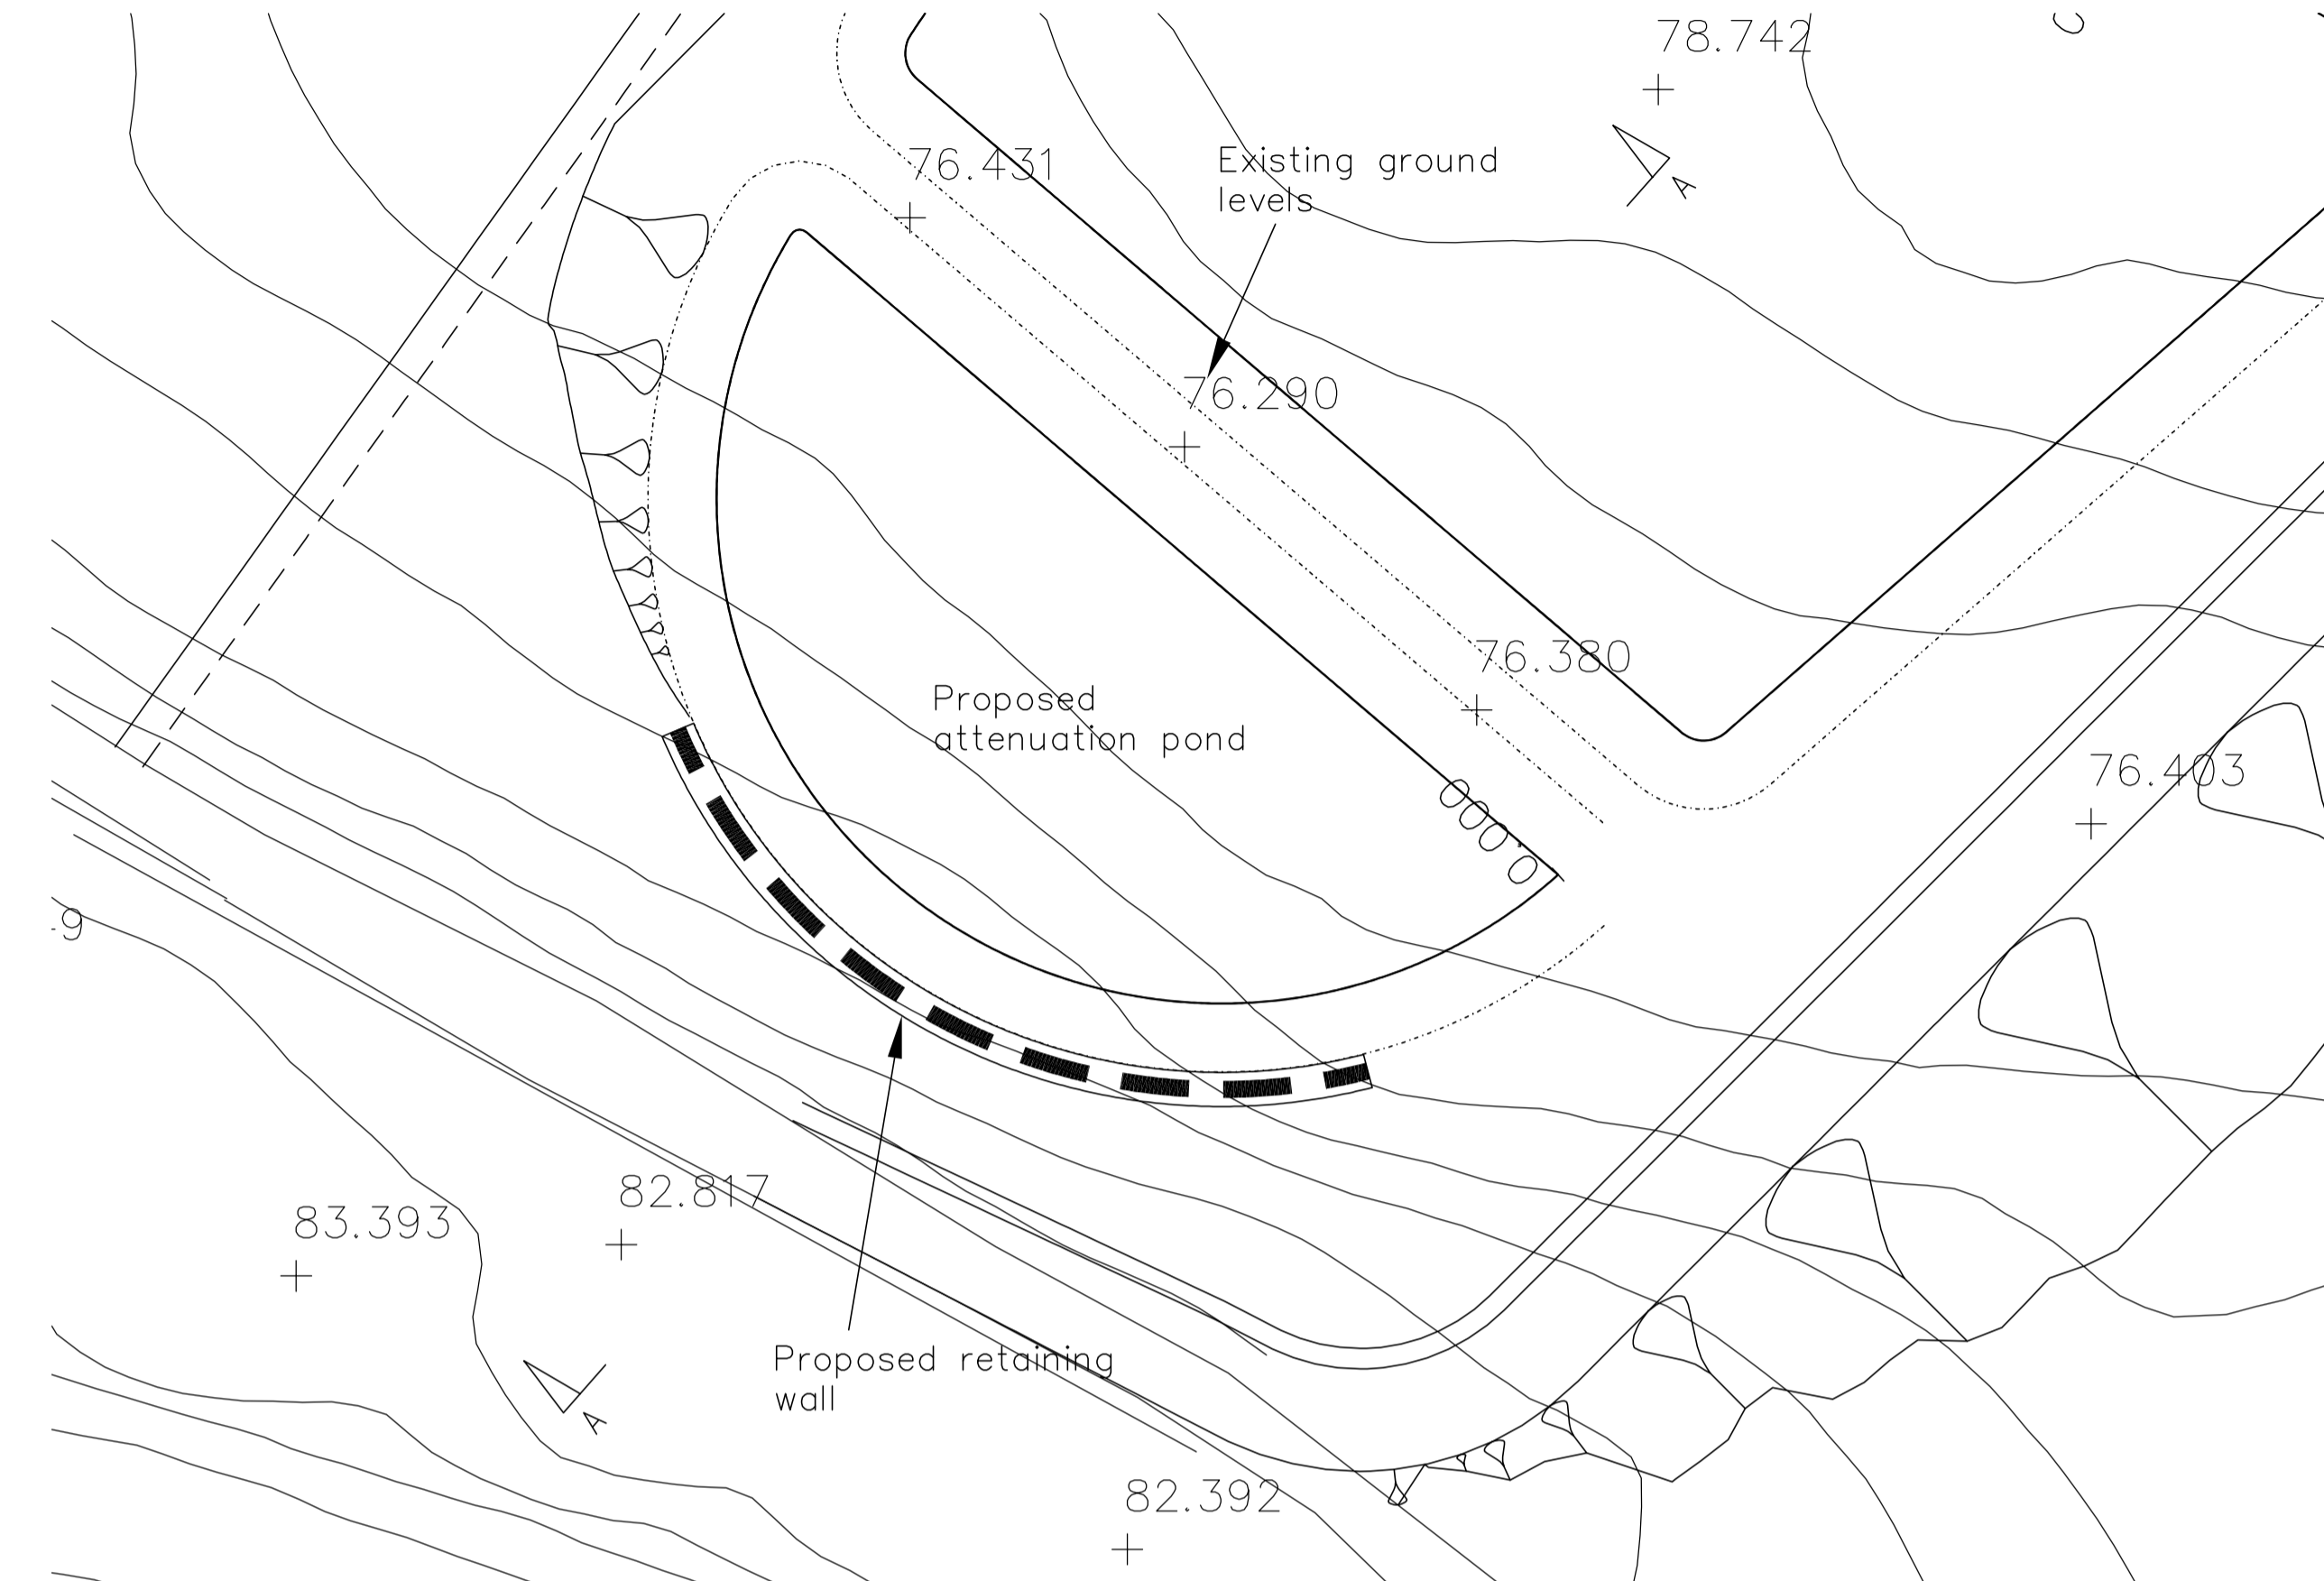 78.742
76.431
Existing ground
levels
A
76.290
76.380
Proposed
attenuation pond
76.403
0.000
9
82.817
83.393
Proposed retaining
wall
A
82.392